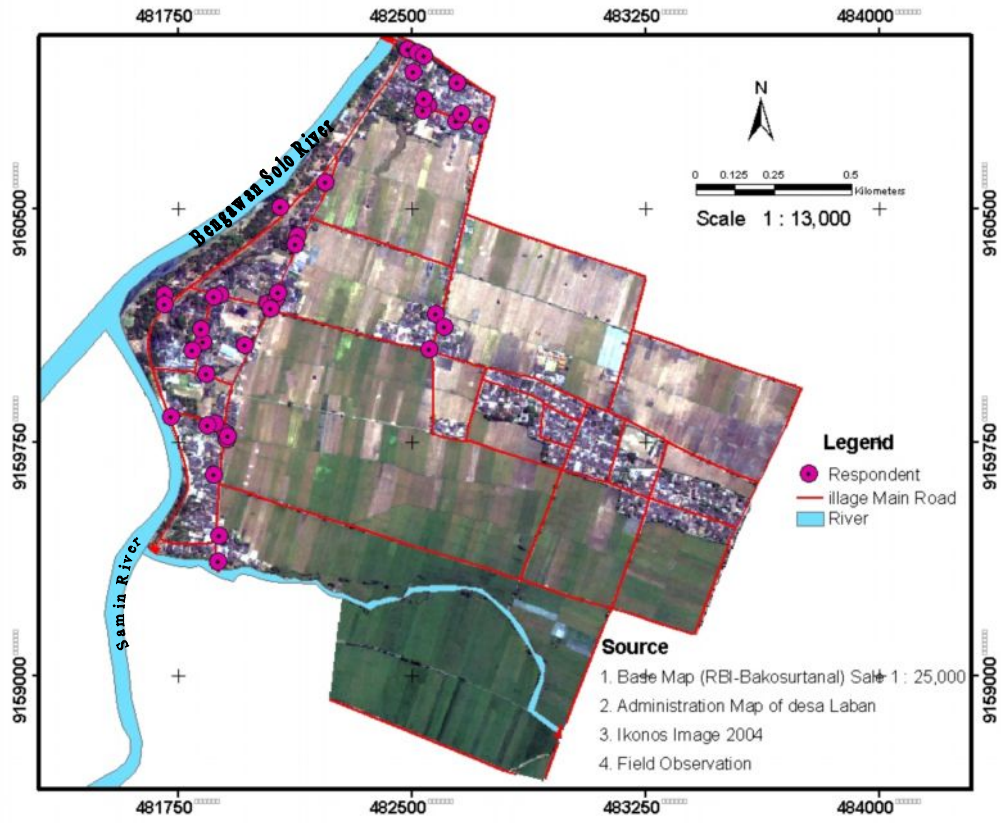 481750 482500 483250 484000
N
0 0.125 0.25 0.5
Kilometers
Scale 1 : 13,000
Bengawan Solo River
9160500 9160500
9159750 9159750
Legend
Respondent
illage Main Road
River
Samin River
Source
1. Base Map (RBI-Bakosurtanal) Sale 1 : 25,000
2. Administration Map of desa Laban
3. Ikonos Image 2004
4. Field Observation
9159000 9159000
481750 482500 483250 484000